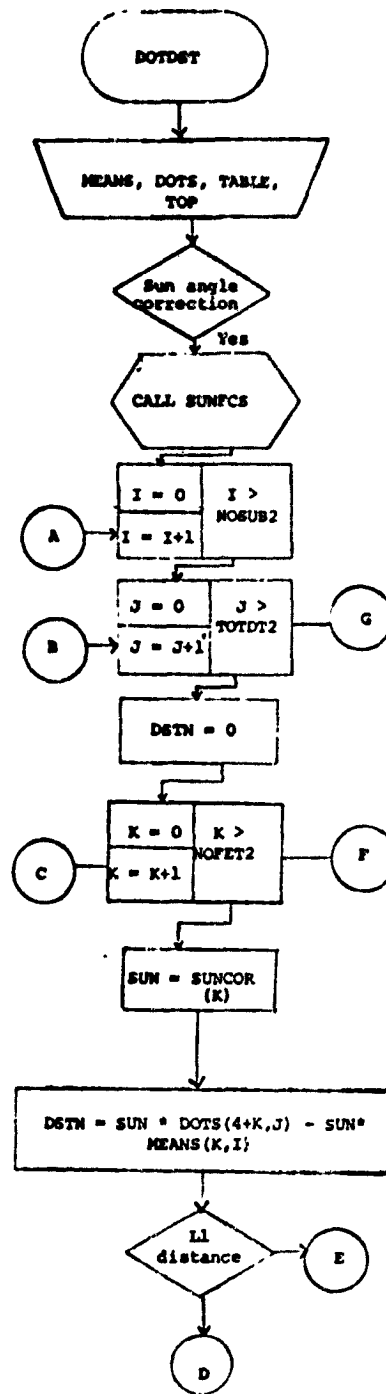 DOTDST
MEANS, DOTS, TABLE,
TOP
Sun angle
correction
Yes
CALL SUNFCS
I = 0
I >
NOSUB2
A
I = I+1
J = 0
J >
TOTDT2
G
B
J = J+1
DSTN = 0
K = 0
K >
NOFET2
F
C
K = K+1
SUN = SUNCOR
(K)
DSTN = SUN * DOTS(4+K,J) - SUN*
MEANS(K,I)
L1
distance
E
D